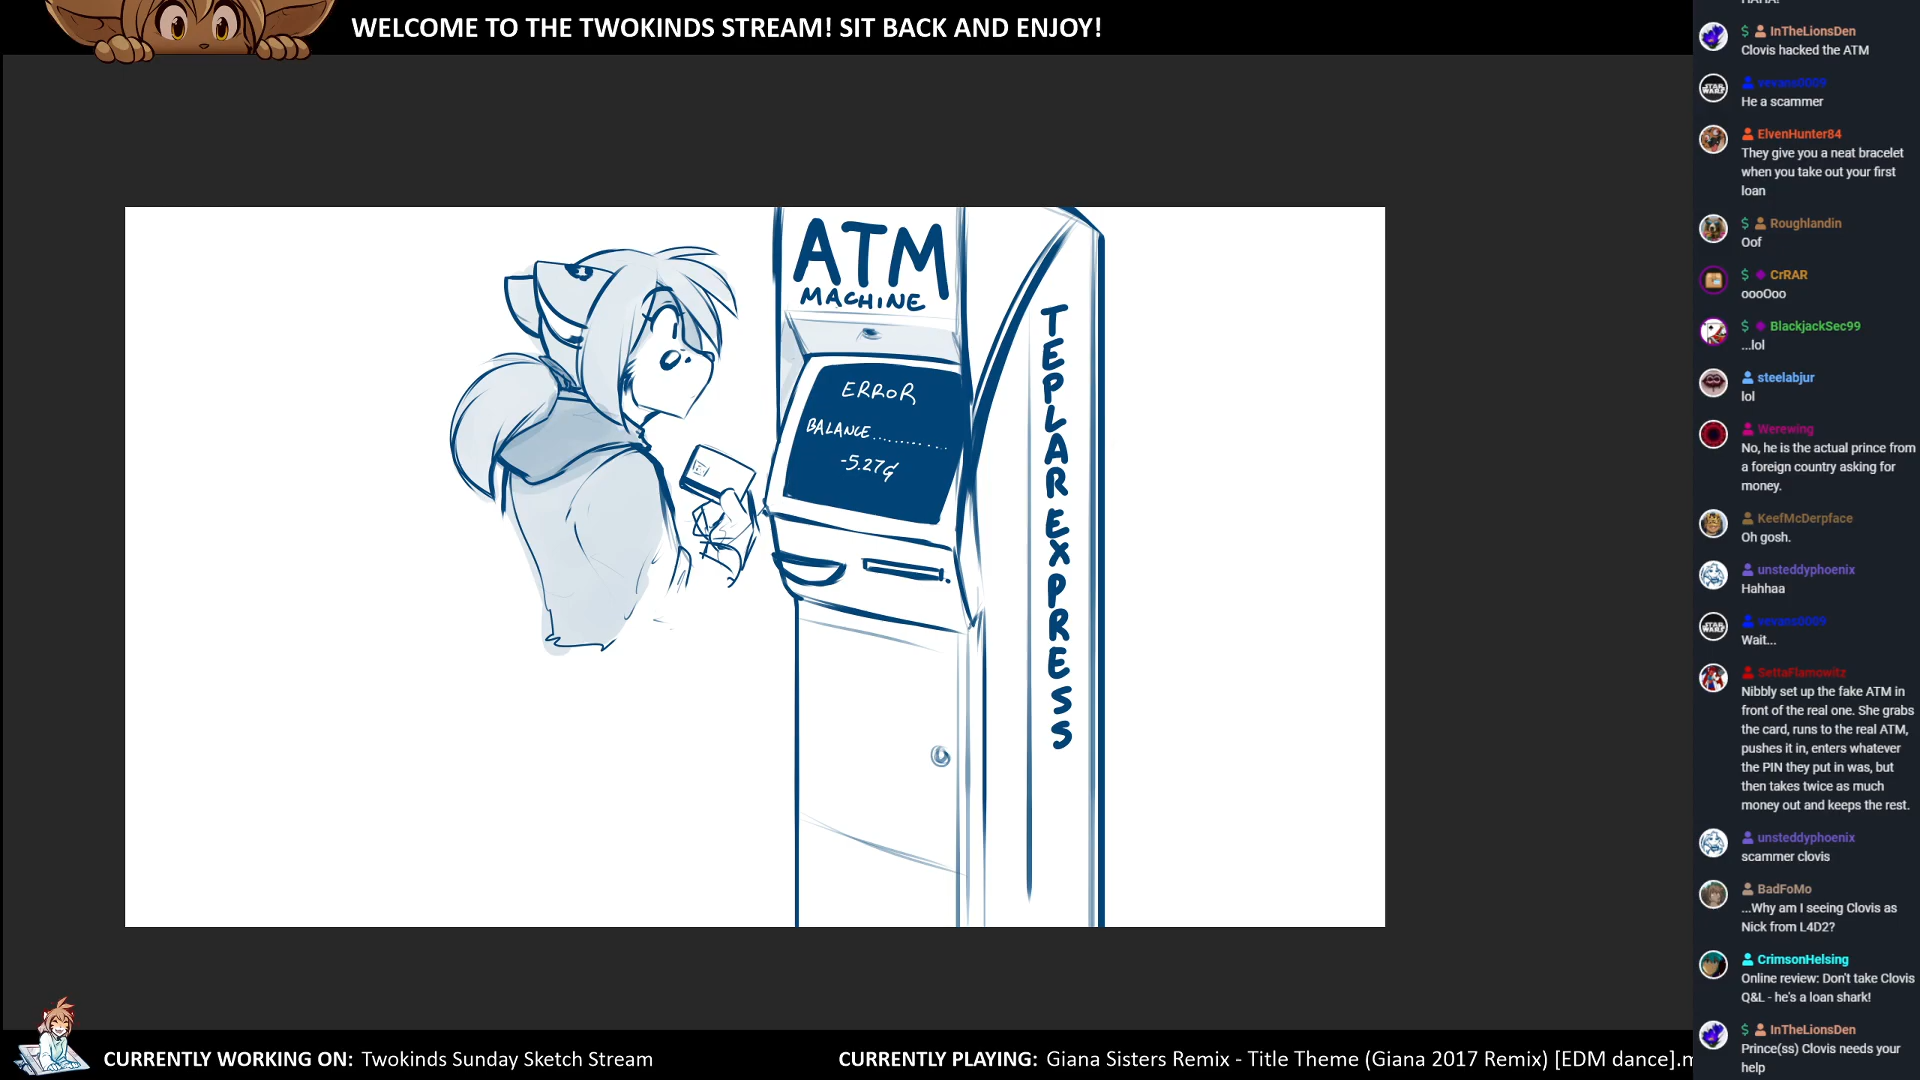 WELCOME TO THE TWOKINDS STREAM! SIT BACK AND ENJOY!
ATM
MACHINE
ERROR
BALANCE............
-5.27G
TEPLAR EXPRESS
InTheLionsDen
Clovis hacked the ATM
STAR WARS
vevans0009
He a scammer
ElvenHunter84
They give you a neat bracelet
when you take out your first
loan
Roughlandin
Oof
CrRAR
oooOoo
BlackjackSec99
...lol
steelabjur
lol
Werewing
No, he is the actual prince from
a foreign country asking for
money.
KeefMcDerpface
Oh gosh.
unsteddyphoenix
Hahhaa
STAR WARS
vevans0009
Wait...
SettaFlamowitz
Nibbly set up the fake ATM in
front of the real one. She grabs
the card, runs to the real ATM,
pushes it in, enters whatever
the PIN they put in was, but
then takes twice as much
money out and keeps the rest.
unsteddyphoenix
scammer clovis
BadFoMo
...Why am I seeing Clovis as
Nick from L4D2?
CrimsonHelsing
Online review: Don't take Clovis
Q&L - he's a loan shark!
InTheLionsDen
Prince(ss) Clovis needs your
help
CURRENTLY WORKING ON: Twokinds Sunday Sketch Stream
CURRENTLY PLAYING: Giana Sisters Remix - Title Theme (Giana 2017 Remix) [EDM dance].m